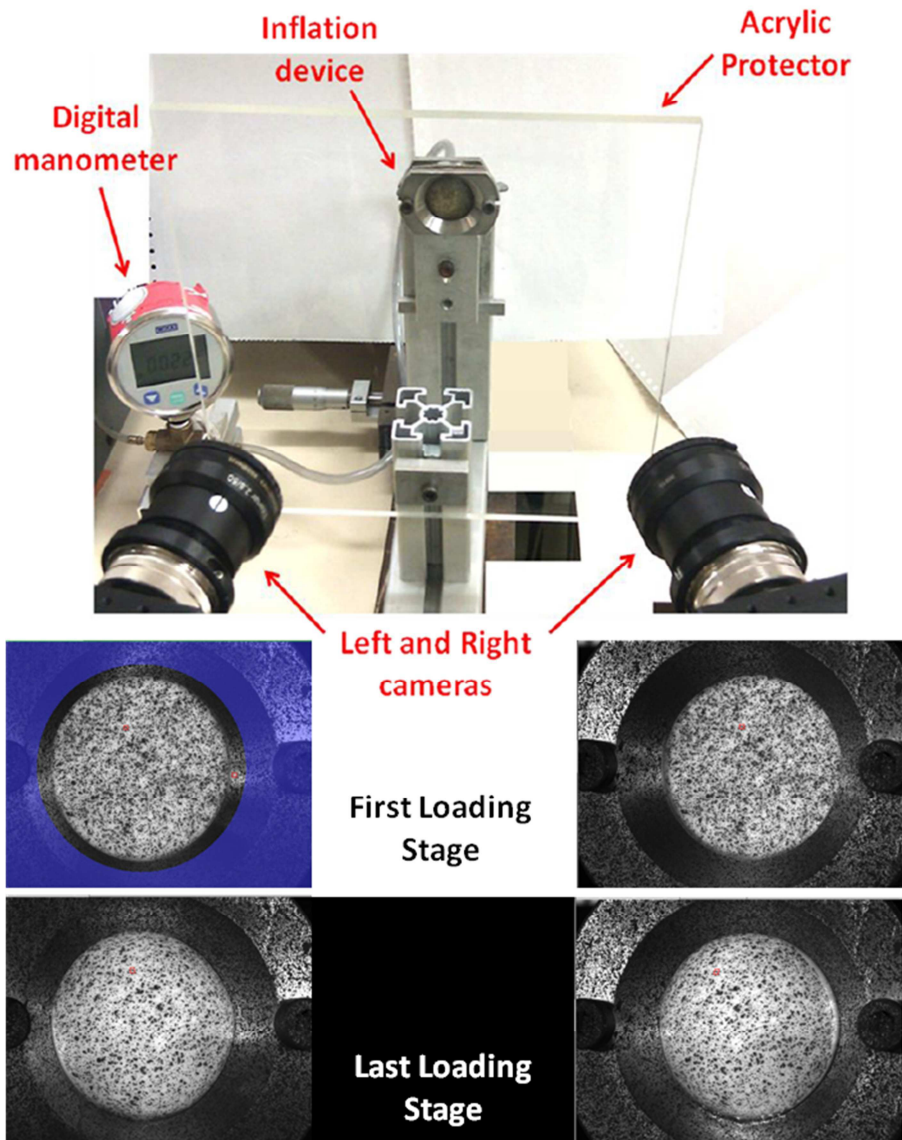 Inflation
device
Acrylic
Protector
Digital
manometer
Left and Right
cameras
First Loading
Stage
Last Loading
Stage